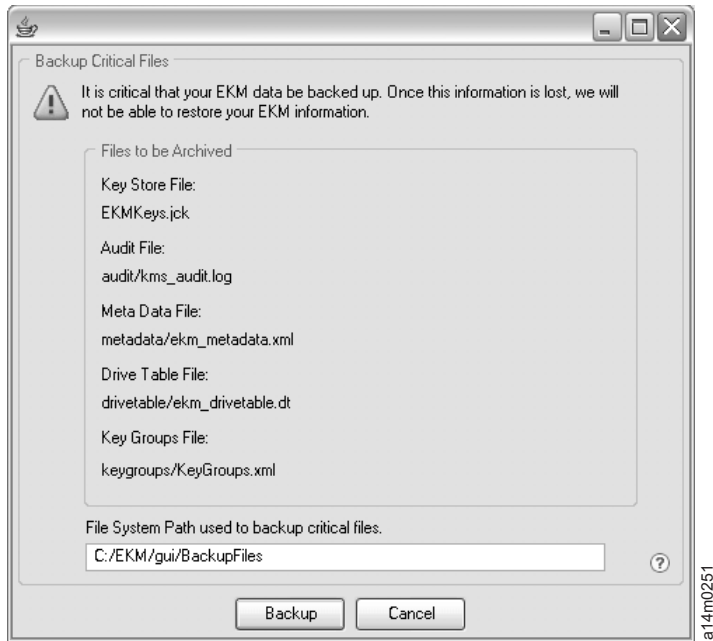 Backup Critical Files
It is critical that your EKM data be backed up. Once this information is lost, we will
not be able to restore your EKM information.
Files to be Archived
Key Store File:
EKMKeys.jck
Audit File:
audit/kms_audit.log
Meta Data File:
metadata/ekm_metadata.xml
Drive Table File:
drivetable/ekm_drivetable.dt
Key Groups File:
keygroups/KeyGroups.xml
File System Path used to backup critical files.
C:/EKM/gui/BackupFiles
?
Backup
Cancel
a14m0251